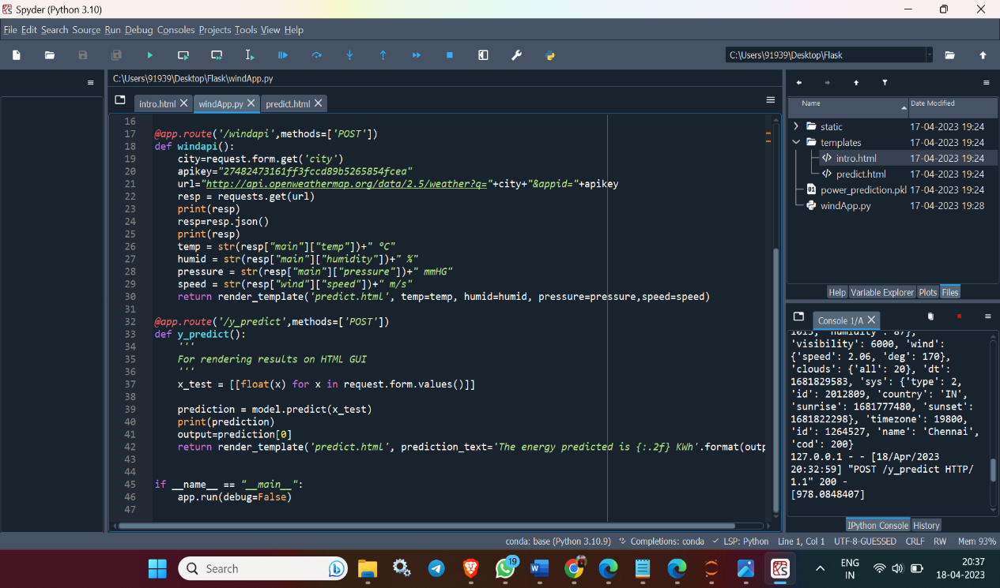 Spyder (Python 3.10)
File Edit Search Source Run Debug Consoles Projects Tools View Help
C:\Users\91939\Desktop\Flask
C:\Users\91939\Desktop\Flask\windApp.py
intro.html windApp.py predict.html
16
17 @app.route('/windapi',methods=['POST'])
18 def windapi():
19 city=request.form.get('city')
20 apikey="27482473161ff3fccd89b5265854fcea"
21 url="http://api.openweathermap.org/data/2.5/weather?q="+city+"&appid="+apikey
22 resp = requests.get(url)
23 print(resp)
24 resp=resp.json()
25 print(resp)
26 temp = str(resp["main"]["temp"])+" °C"
27 humid = str(resp["main"]["humidity"])+" %"
28 pressure = str(resp["main"]["pressure"])+" mmHG"
29 speed = str(resp["wind"]["speed"])+" m/s"
30 return render_template('predict.html', temp=temp, humid=humid, pressure=pressure,speed=speed)
31
32 @app.route('/y_predict',methods=['POST'])
33 def y_predict():
34 '''
35 For rendering results on HTML GUI
36 '''
37 x_test = [[float(x) for x in request.form.values()]]
38
39 prediction = model.predict(x_test)
40 print(prediction)
41 output=prediction[0]
42 return render_template('predict.html', prediction_text='The energy predicted is {:.2f} KWh'.format(outp
43
44
45 if __name__ == "__main__":
46 app.run(debug=False)
47
Name Date Modified
static 17-04-2023 19:24
templates 17-04-2023 19:24
intro.html 17-04-2023 19:24
predict.html 17-04-2023 19:24
power_prediction.pkl 17-04-2023 19:24
windApp.py 17-04-2023 19:28
Help Variable Explorer Plots Files
Console 1/A
1015, 'humidity': 87},
'visibility': 6000, 'wind':
{'speed': 2.06, 'deg': 170},
'clouds': {'all': 20}, 'dt':
1681829583, 'sys': {'type': 2,
'id': 2012809, 'country': 'IN',
'sunrise': 1681777480, 'sunset':
1681822298}, 'timezone': 19800,
'id': 1264527, 'name': 'Chennai',
'cod': 200}
127.0.0.1 - - [18/Apr/2023
20:32:59] "POST /y_predict HTTP/
1.1" 200 -
[978.0848407]
IPython Console History
conda: base (Python 3.10.9) Completions: conda LSP: Python Line 1, Col 1 UTF-8-GUESSED CRLF RW Mem 93%
Search
19
ENG
IN
20:37
18-04-2023